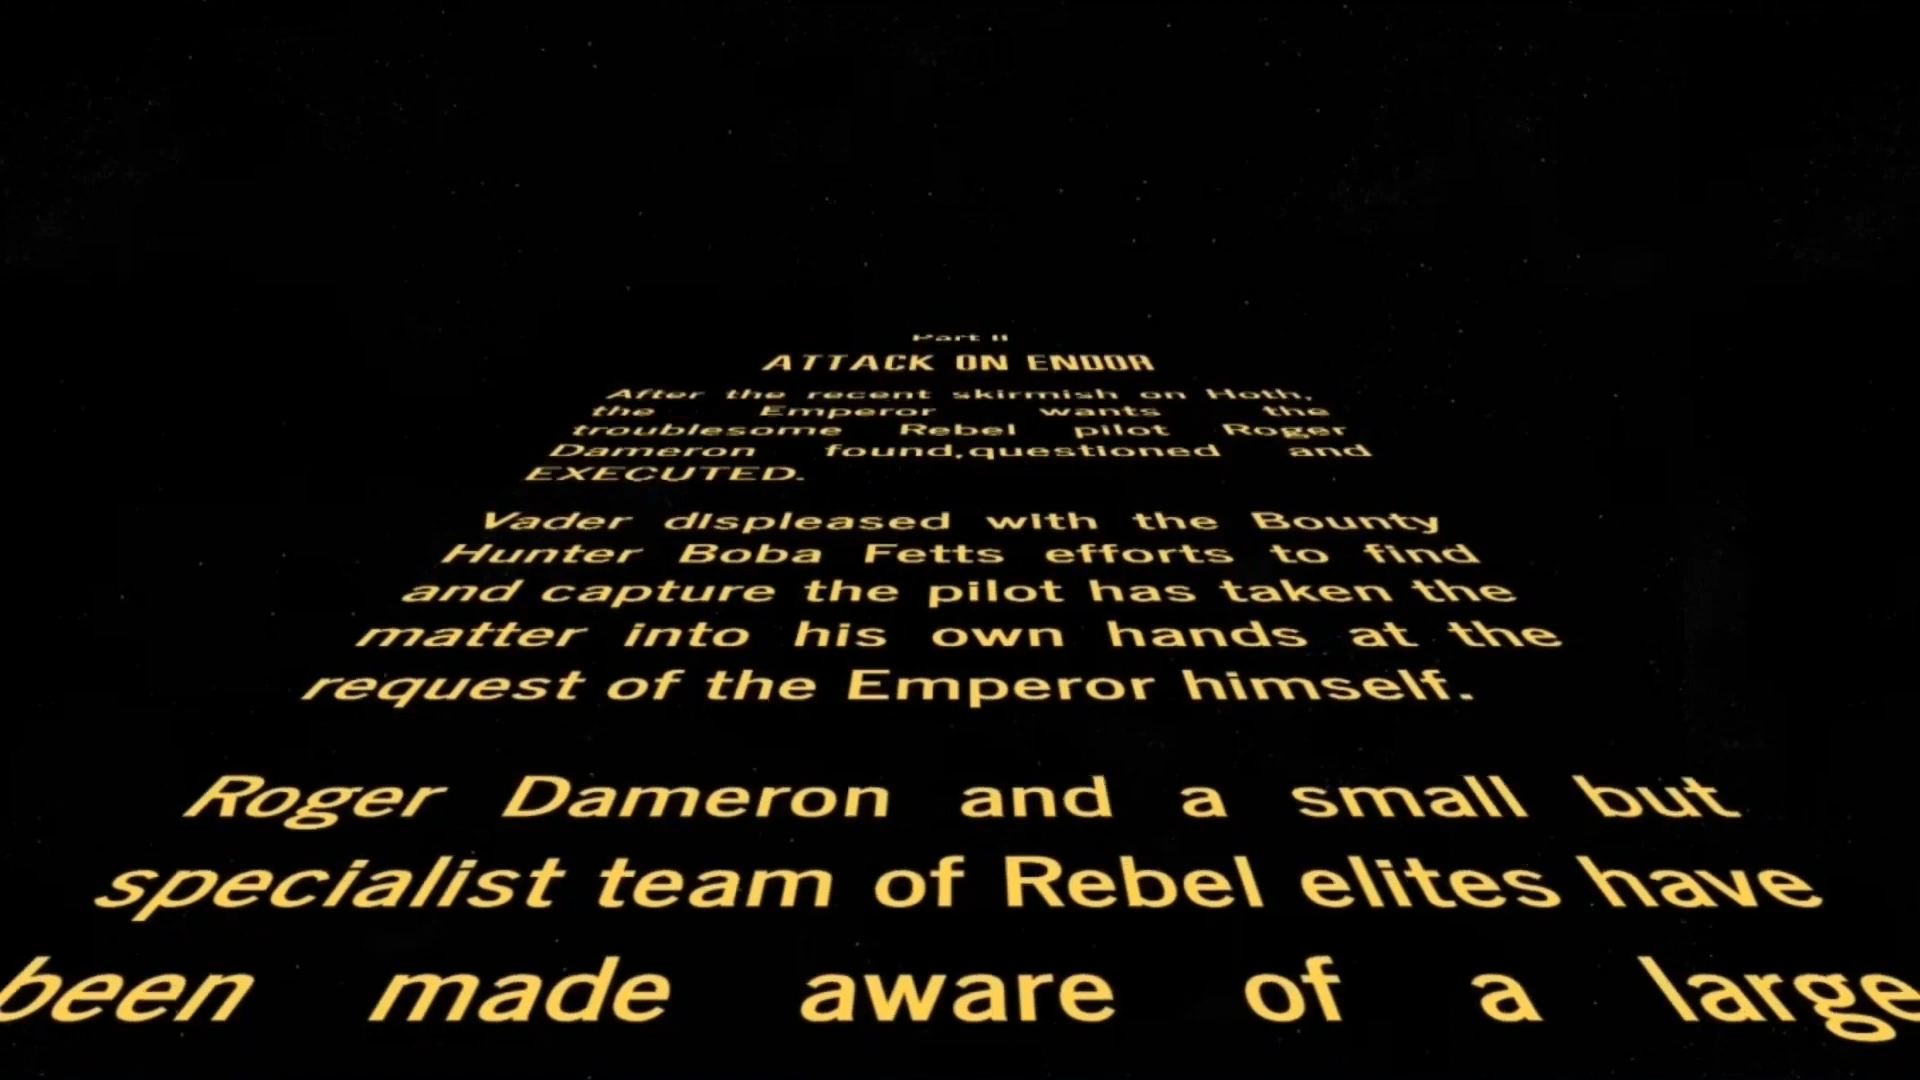 Part II
ATTACK ON ENDOR
After the recent skirmish on Hoth,
the Emperor wants the
troublesome Rebel pilot Roger
Dameron found,questioned and
EXECUTED.
Vader displeased with the Bounty
Hunter Boba Fetts efforts to find
and capture the pilot has taken the
matter into his own hands at the
request of the Emperor himself.
Roger Dameron and a small but
specialist team of Rebel elites have
been made aware of a large